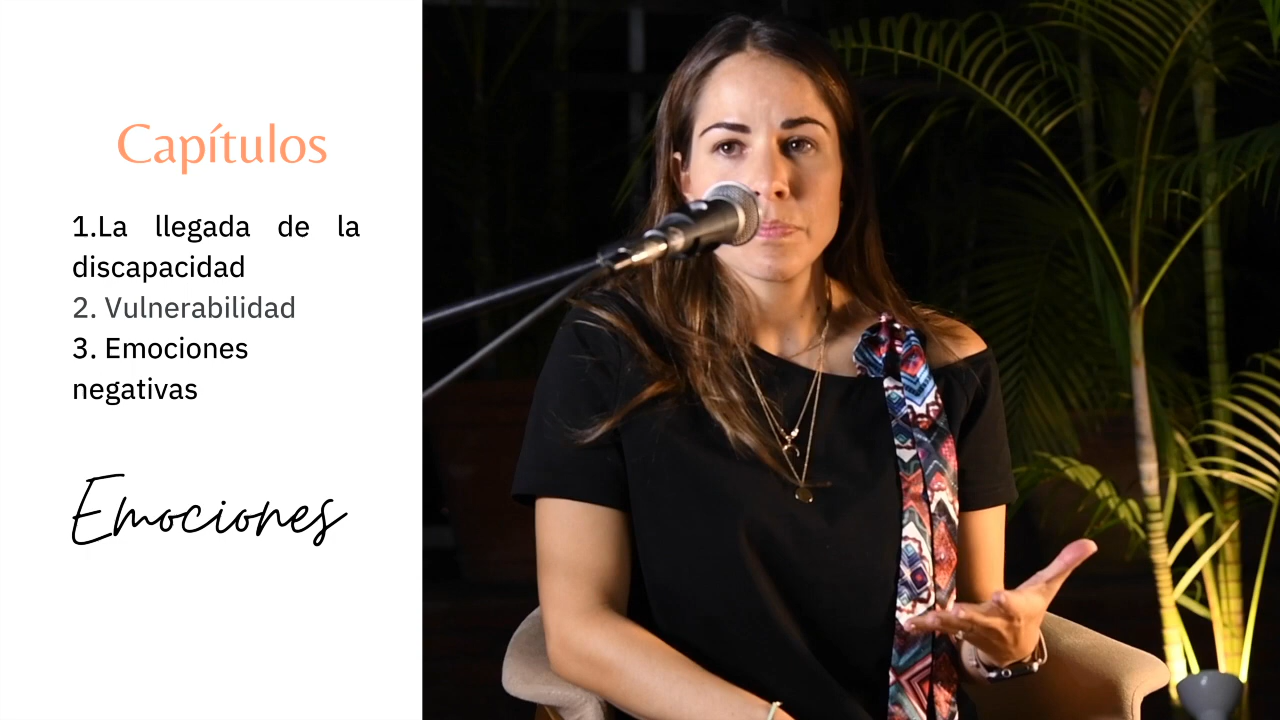 Capítulos
1.La llegada de la
discapacidad
2. Vulnerabilidad
3. Emociones
negativas
Emociones